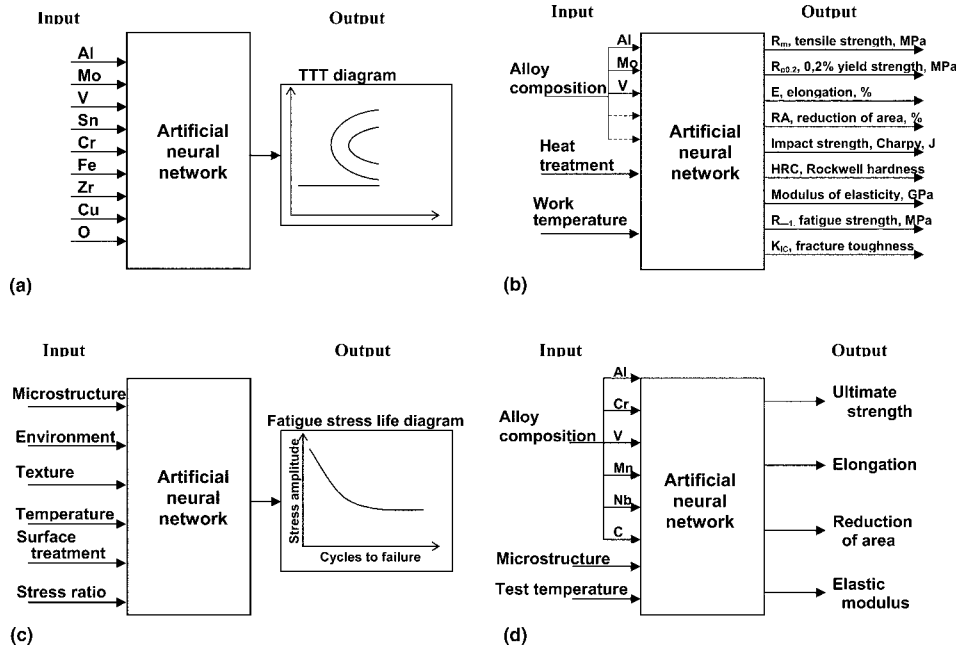 Input
Output
Al
Mo
V
Sn
Cr
Fe
Zr
Cu
O
Artificial
neural
network
TTT diagram
(a)
Input
Output
Alloy
composition
Al
Mo
V
Heat
treatment
Work
temperature
Artificial
neural
network
Rm, tensile strength, MPa
Rp0.2, 0,2% yield strength, MPa
E, elongation, %
RA, reduction of area, %
Impact strength, Charpy, J
HRC, Rockwell hardness
Modulus of elasticity, GPa
R—1, fatigue strength, MPa
KIC, fracture toughness
(b)
Input
Output
Microstructure
Environment
Texture
Temperature
Surface
treatment
Stress ratio
Artificial
neural
network
Fatigue stress life diagram
Stress amplitude
Cycles to failure
(c)
Input
Output
Alloy
composition
Al
Cr
V
Mn
Nb
C
Microstructure
Test temperature
Artificial
neural
network
Ultimate
strength
Elongation
Reduction
of area
Elastic
modulus
(d)